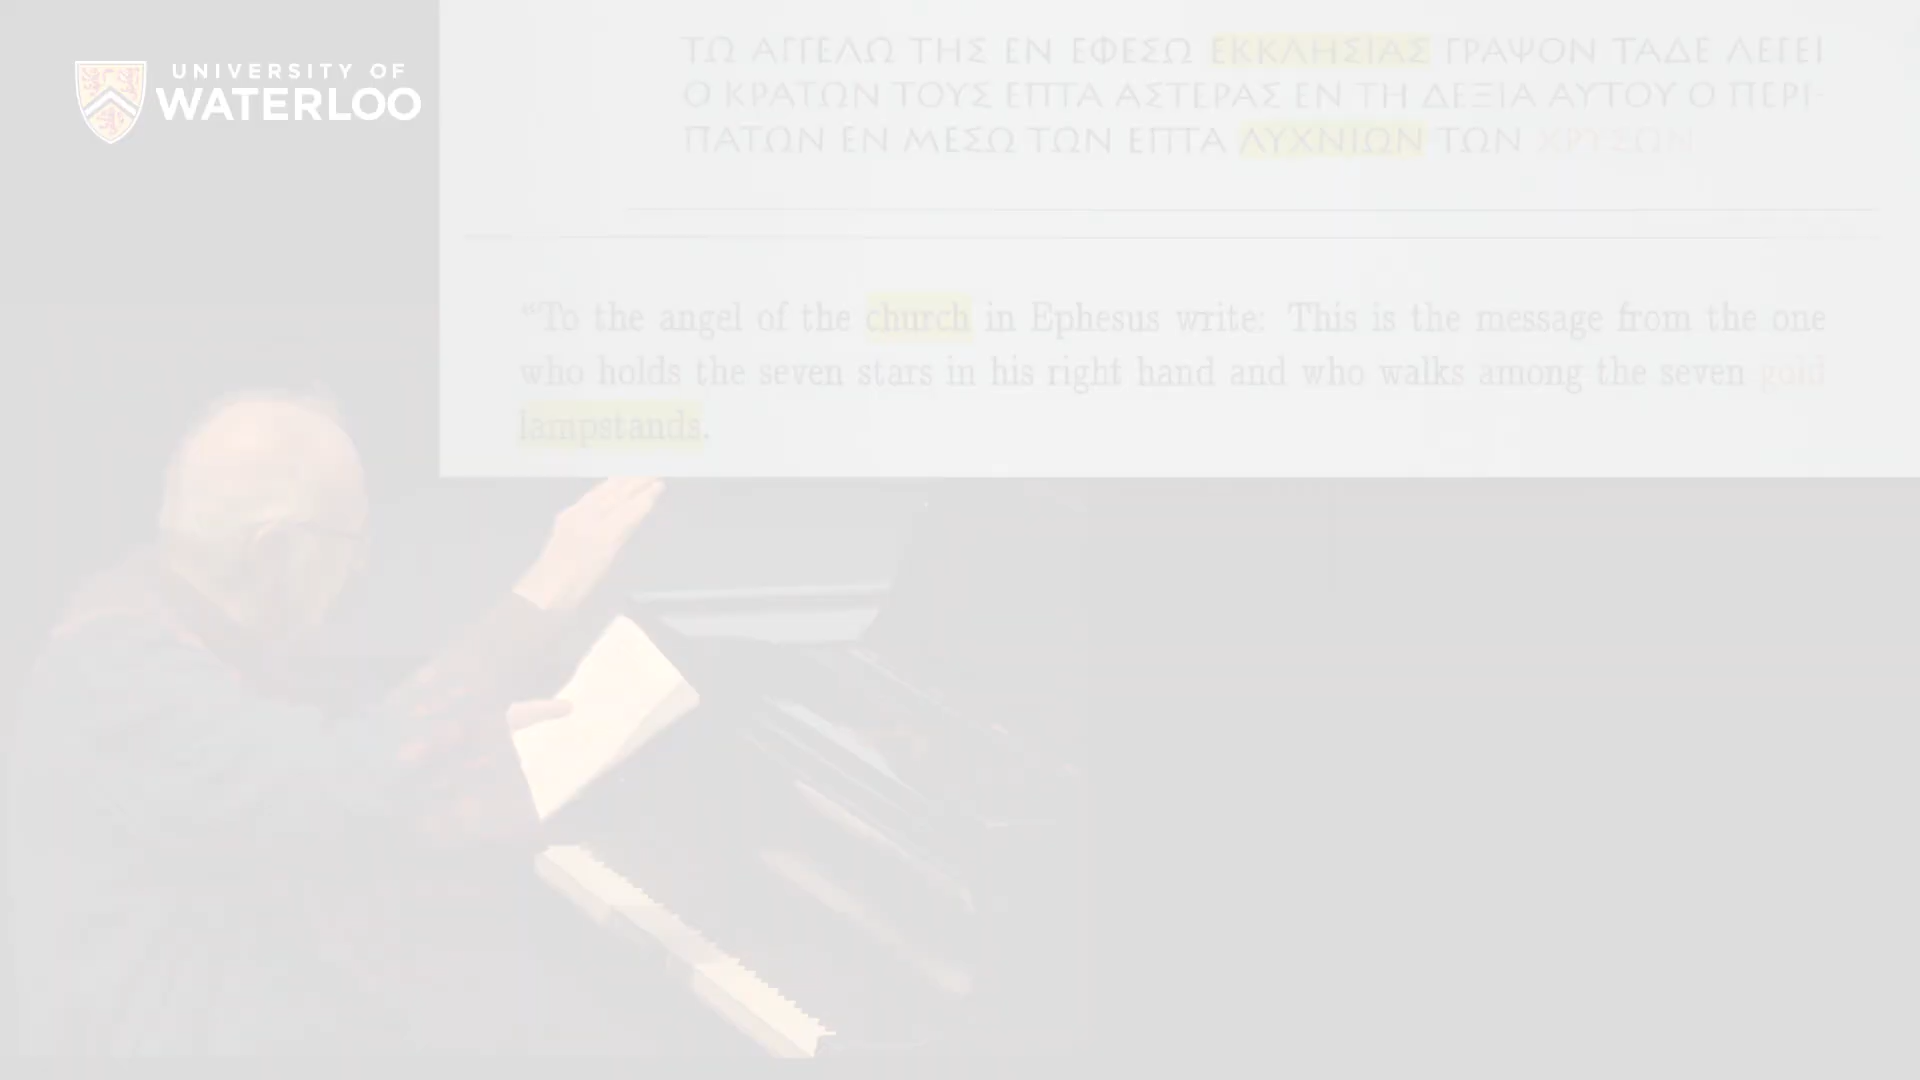 UNIVERSITY OF
WATERLOO
ΤΩ ΑΓΓΕΛΩ ΤΗΣ ΕΝ ΕΦΕΣΩ ΕΚΚΛΗΣΙΑΣ ΓΡΑΨΟΝ ΤΑΔΕ ΛΕΓΕΙ
Ο ΚΡΑΤΩΝ ΤΟΥΣ ΕΠΤΑ ΑΣΤΕΡΑΣ ΕΝ ΤΗ ΔΕΞΙΑ ΑΥΤΟΥ Ο ΠΕΡΙ-
ΠΑΤΩΝ ΕΝ ΜΕΣΩ ΤΩΝ ΕΠΤΑ ΛΥΧΝΙΩΝ ΤΩΝ ΧΡΥΣΩΝ
“To the angel of the church in Ephesus write: This is the message from the one
who holds the seven stars in his right hand and who walks among the seven gold
lampstands.